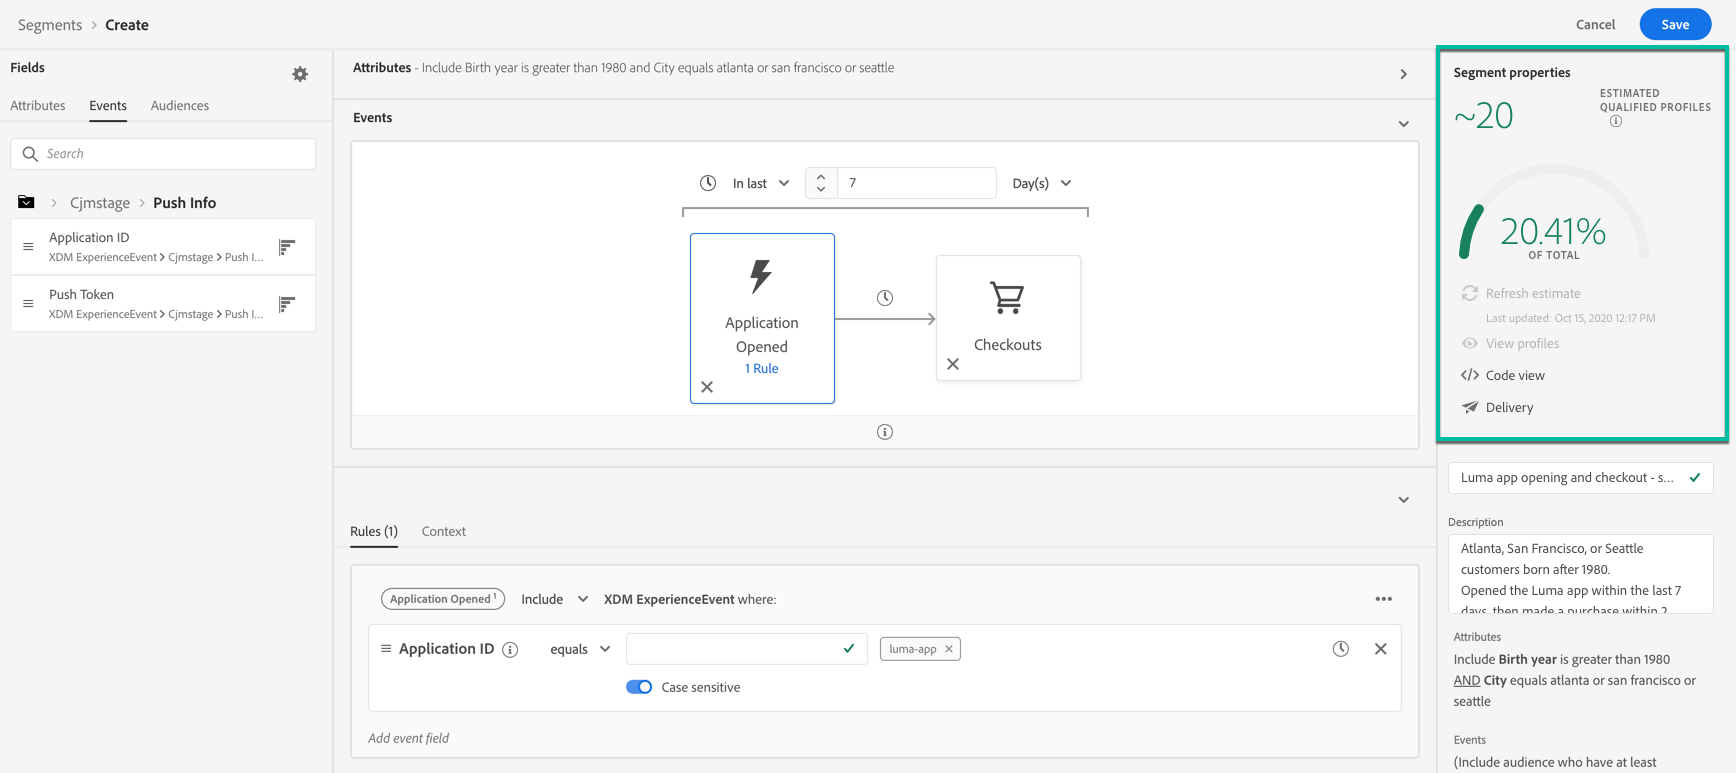 Segments > Create
Cancel
Save
Fields
Attributes
Events
Audiences
Search
Cjmstage > Push Info
Application ID
XDM ExperienceEvent > Cjmstage > Push I...
Push Token
XDM ExperienceEvent > Cjmstage > Push I...
Attributes - Include Birth year is greater than 1980 and City equals atlanta or san francisco or seattle
Events
In last
7
Day(s)
Application
Opened
1 Rule
Checkouts
Rules (1)
Context
Application Opened 1
Include
XDM ExperienceEvent where:
Application ID
equals
luma-app
Case sensitive
Add event field
Segment properties
~20
ESTIMATED
QUALIFIED PROFILES
20.41%
OF TOTAL
Refresh estimate
Last updated: Oct 15, 2020 12:17 PM
View profiles
</> Code view
Delivery
Luma app opening and checkout - s...
Description
Atlanta, San Francisco, or Seattle
customers born after 1980.
Opened the Luma app within the last 7
days, then made a purchase within 2
Attributes
Include Birth year is greater than 1980
AND City equals atlanta or san francisco or
seattle
Events
(Include audience who have at least